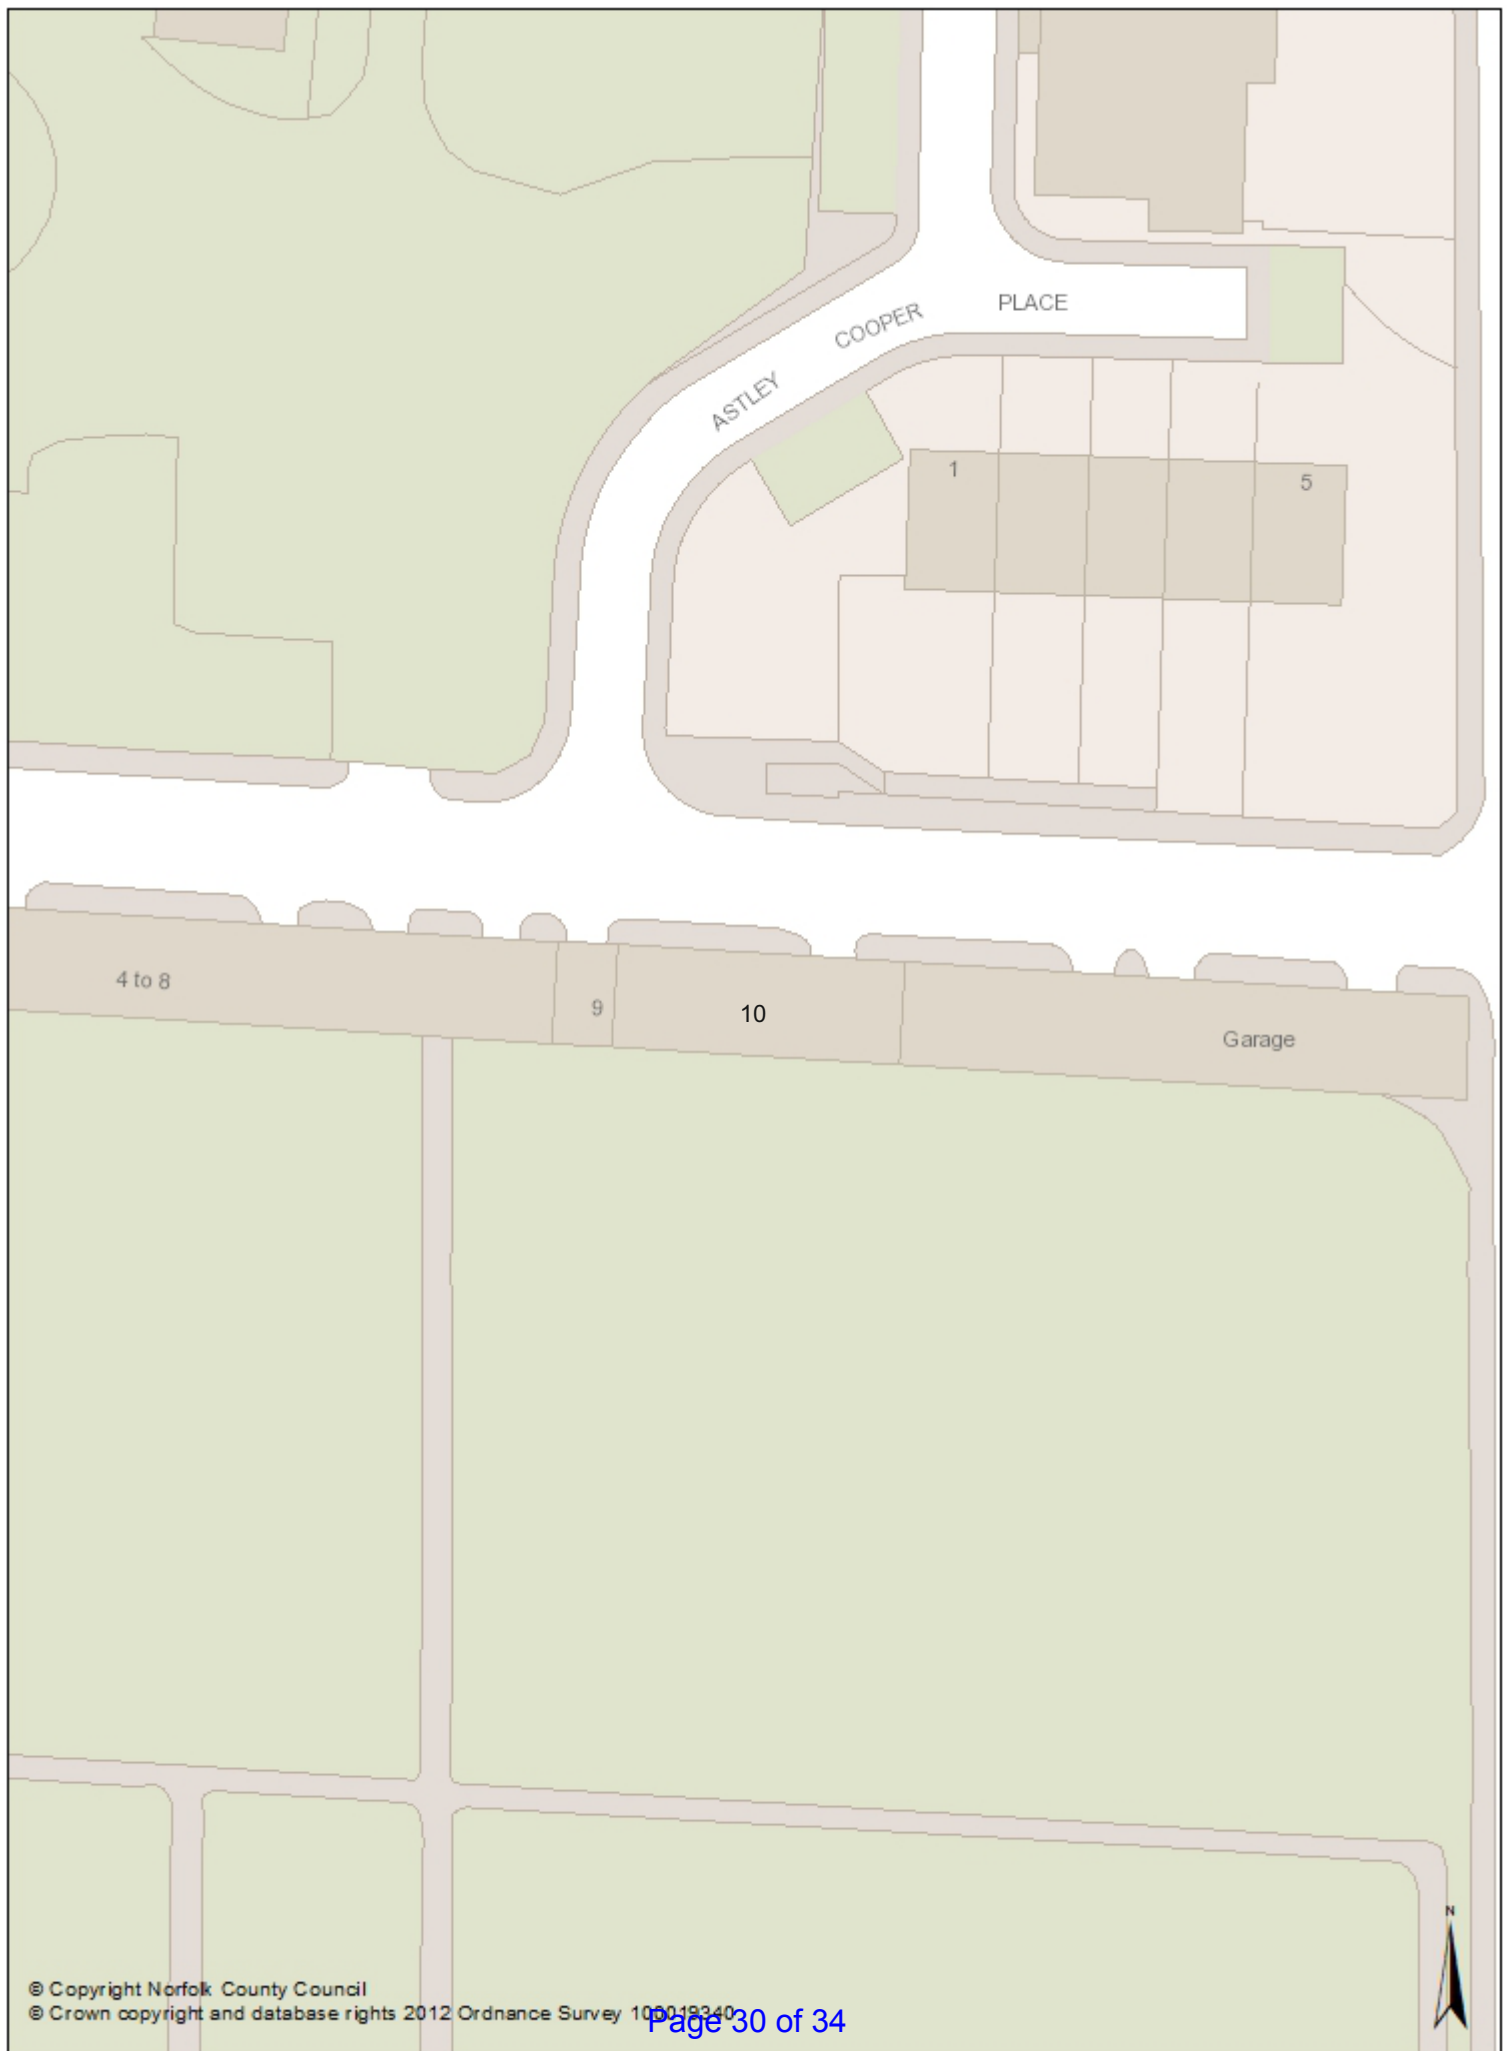 PLACE
COOPER
ASTLEY
1
5
4 to 8
9
10
Garage
N
© Copyright Norfolk County Council
© Crown copyright and database rights 2012 Ordnance Survey 100019340
Page 30 of 34